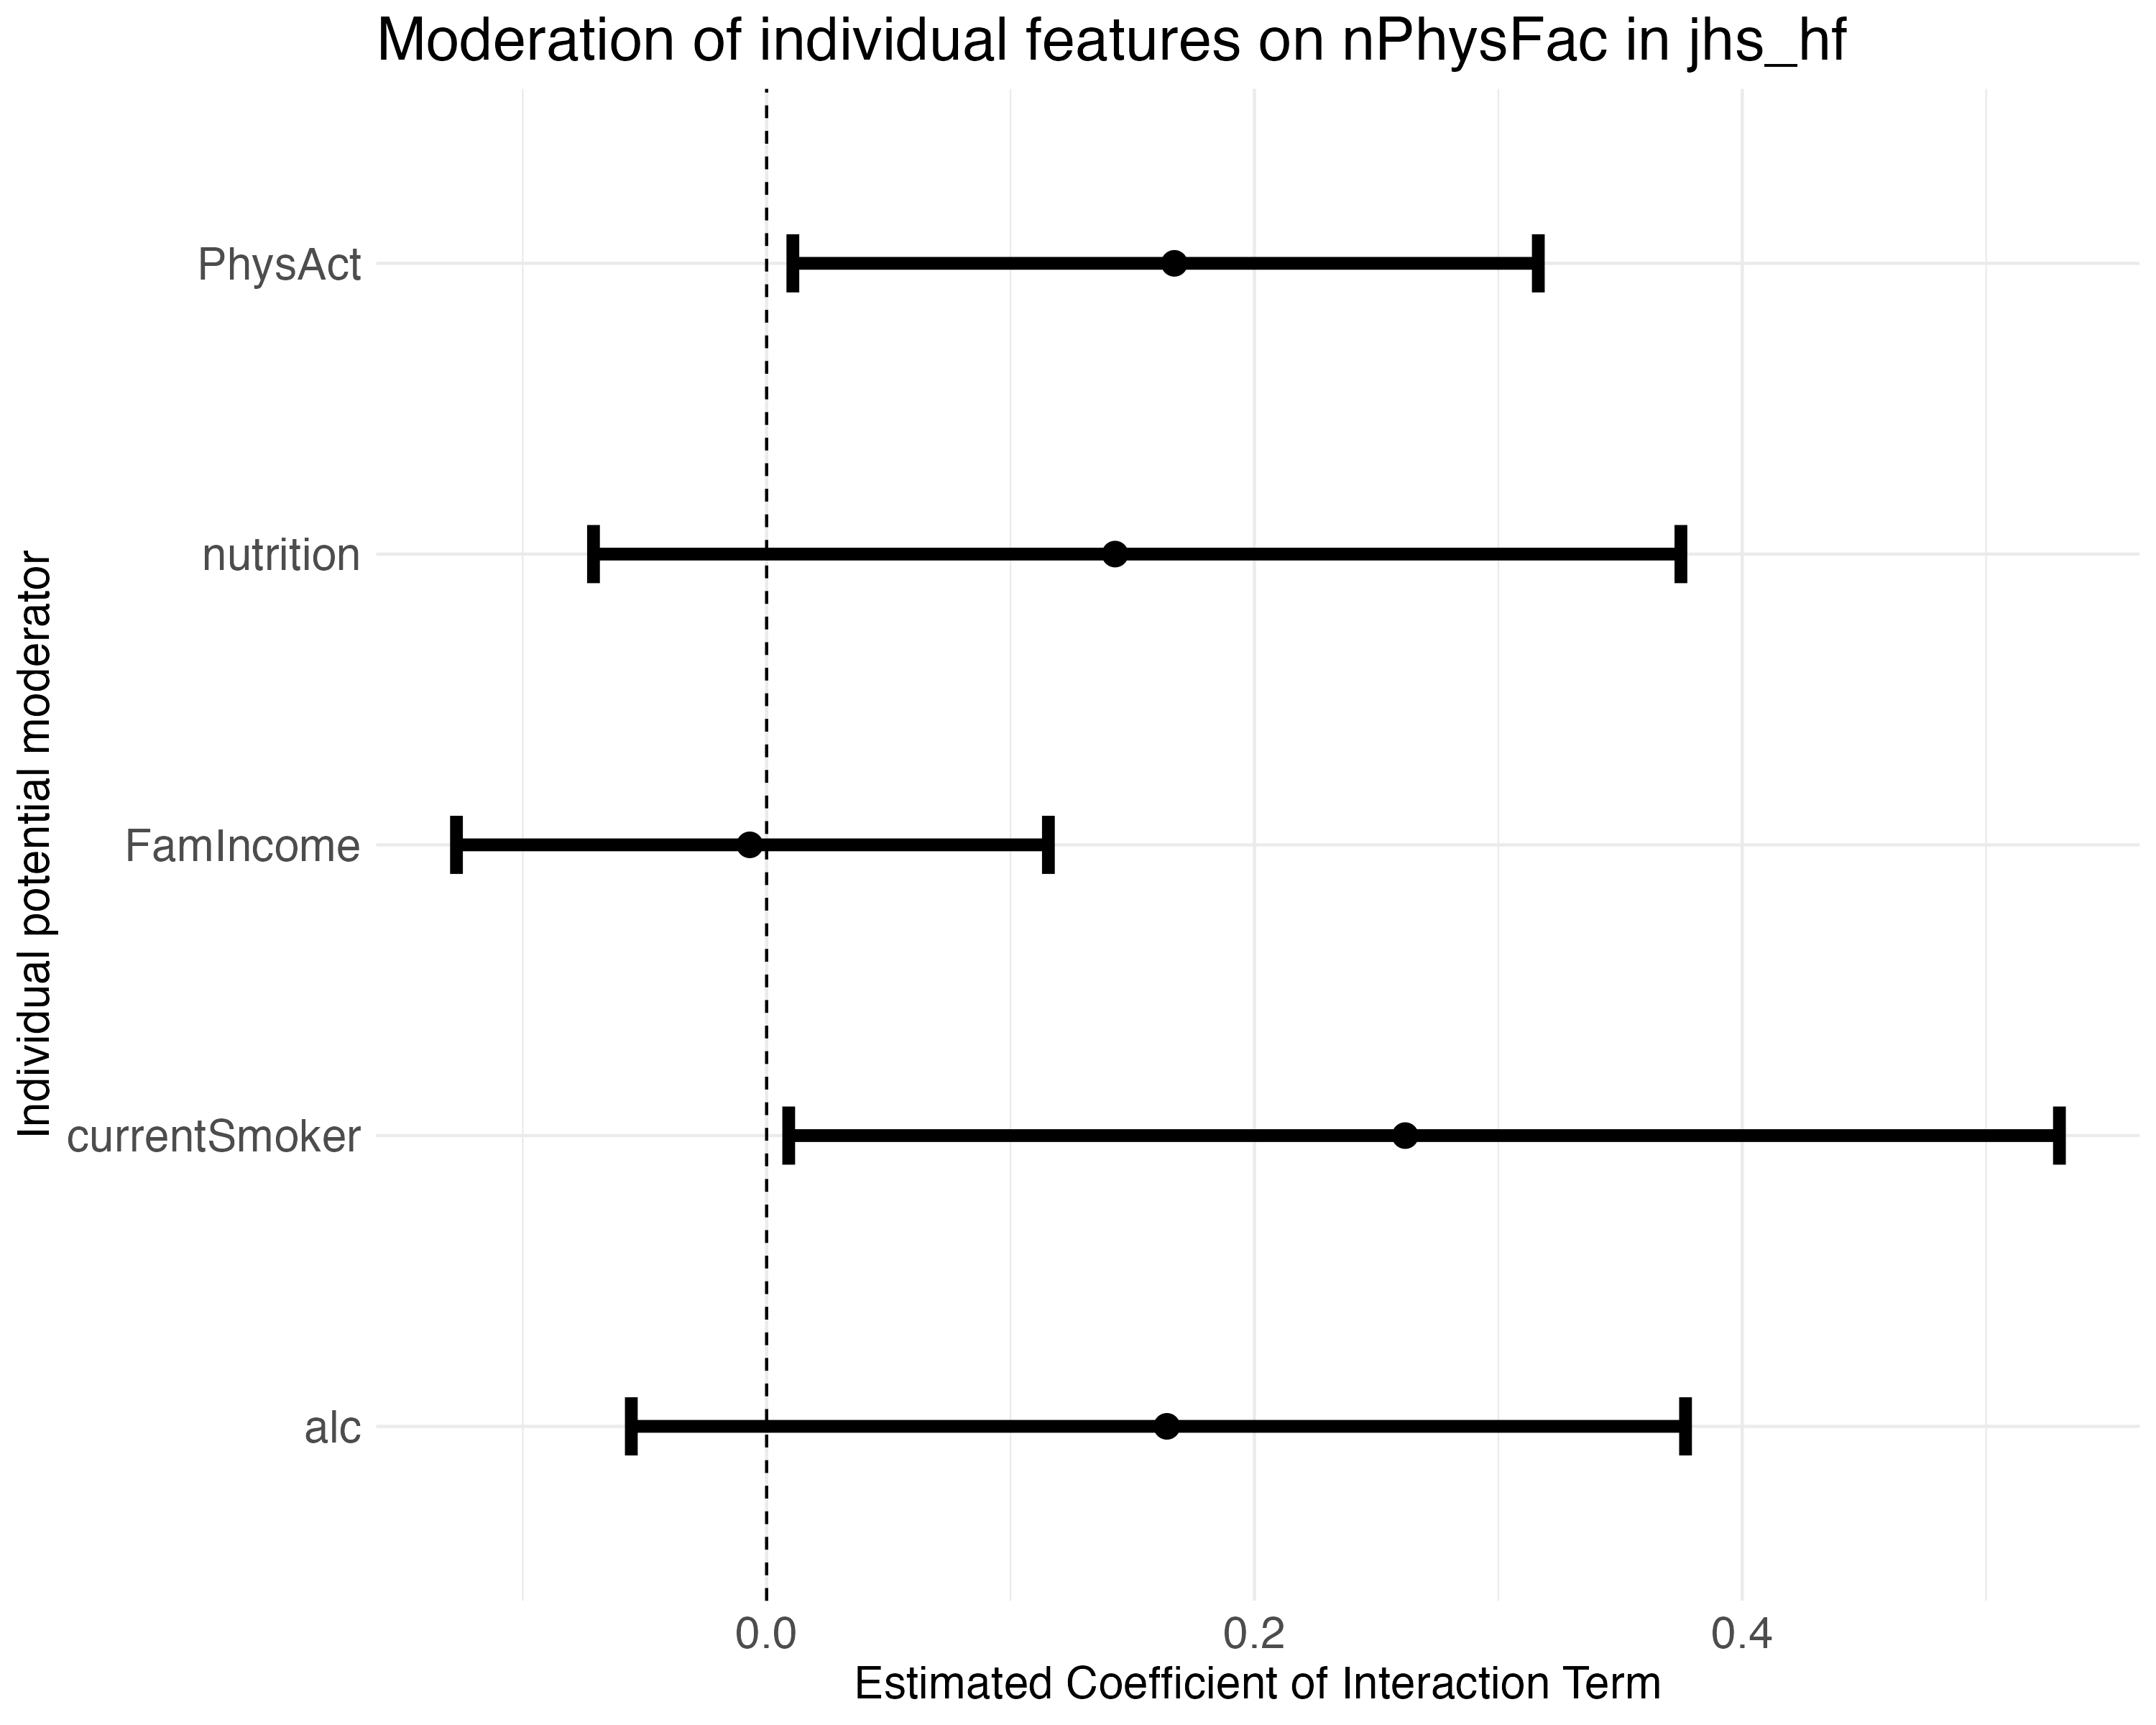 Moderation of individual features on nPhysFac in jhs_hf
Individual potential moderator
PhysAct
nutrition
FamIncome
currentSmoker
alc
0.0 0.2 0.4
Estimated Coefficient of Interaction Term